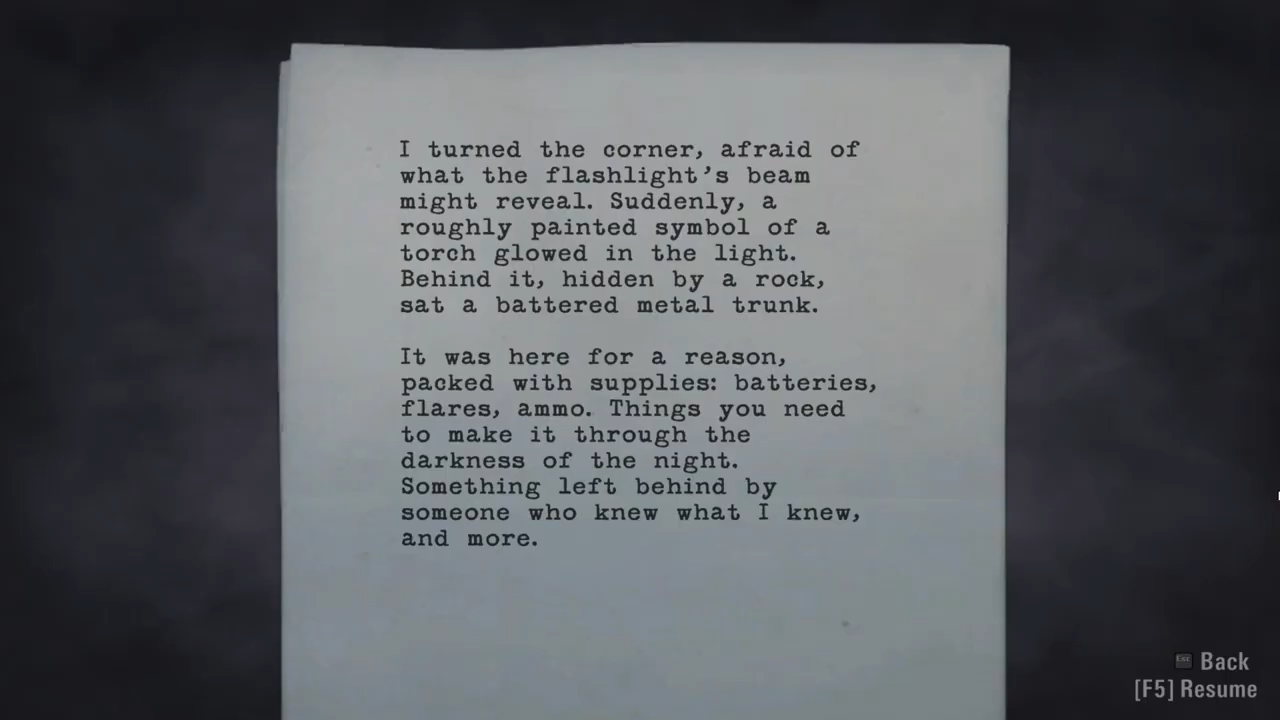 I turned the corner, afraid of
what the flashlight's beam
might reveal. Suddenly, a
roughly painted symbol of a
torch glowed in the light.
Behind it, hidden by a rock,
sat a battered metal trunk.
It was here for a reason,
packed with supplies: batteries,
flares, ammo. Things you need
to make it through the
darkness of the night.
Something left behind by
someone who knew what I knew,
and more.
Esc Back
[F5] Resume